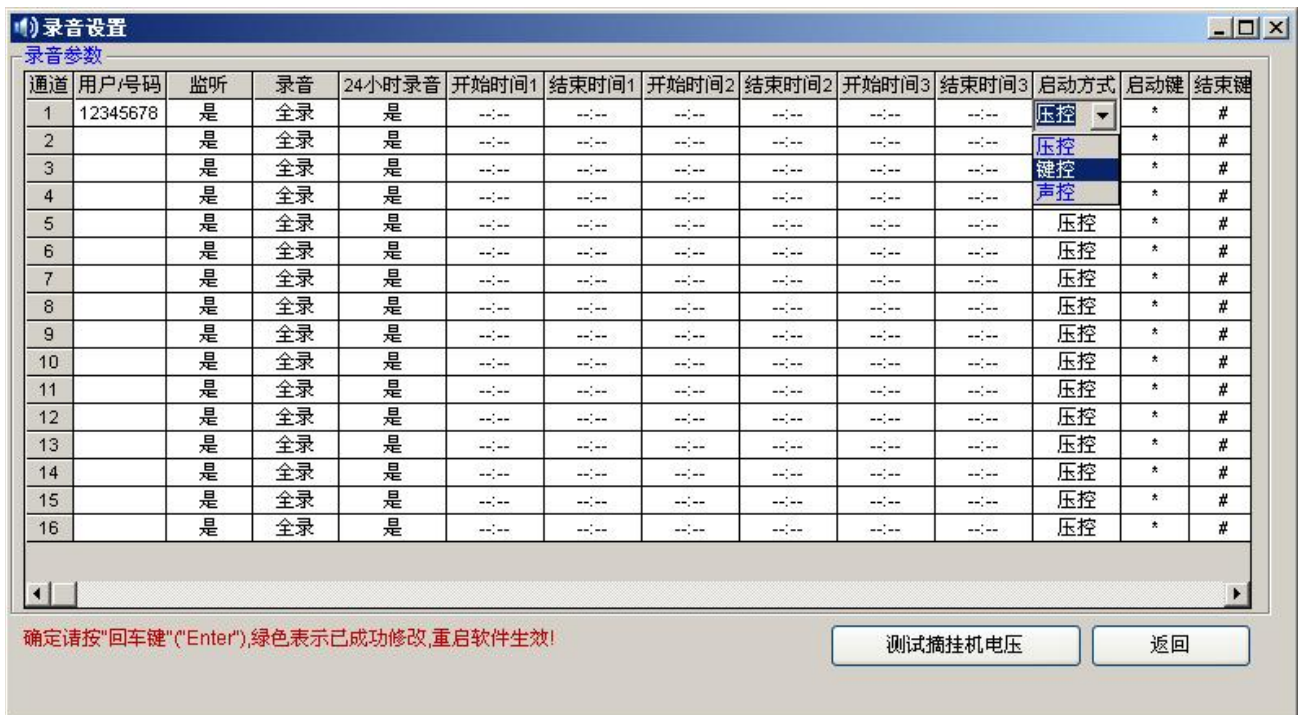 录音设置
录音参数
通道 用户/号码 监听 录音 24小时录音 开始时间1 结束时间1 开始时间2 结束时间2 开始时间3 结束时间3 启动方式 启动键 结束键
1 12345678 是 全录 是 --:-- --:-- --:-- --:-- --:-- --:-- 压控 * #
2 是 全录 是 --:-- --:-- --:-- --:-- --:-- --:-- 压控 * #
3 是 全录 是 --:-- --:-- --:-- --:-- --:-- --:-- 键控 * #
4 是 全录 是 --:-- --:-- --:-- --:-- --:-- --:-- 声控 * #
5 是 全录 是 --:-- --:-- --:-- --:-- --:-- --:-- 压控 * #
6 是 全录 是 --:-- --:-- --:-- --:-- --:-- --:-- 压控 * #
7 是 全录 是 --:-- --:-- --:-- --:-- --:-- --:-- 压控 * #
8 是 全录 是 --:-- --:-- --:-- --:-- --:-- --:-- 压控 * #
9 是 全录 是 --:-- --:-- --:-- --:-- --:-- --:-- 压控 * #
10 是 全录 是 --:-- --:-- --:-- --:-- --:-- --:-- 压控 * #
11 是 全录 是 --:-- --:-- --:-- --:-- --:-- --:-- 压控 * #
12 是 全录 是 --:-- --:-- --:-- --:-- --:-- --:-- 压控 * #
13 是 全录 是 --:-- --:-- --:-- --:-- --:-- --:-- 压控 * #
14 是 全录 是 --:-- --:-- --:-- --:-- --:-- --:-- 压控 * #
15 是 全录 是 --:-- --:-- --:-- --:-- --:-- --:-- 压控 * #
16 是 全录 是 --:-- --:-- --:-- --:-- --:-- --:-- 压控 * #
确定请按"回车键"("Enter"),绿色表示已成功修改,重启软件生效! 测试摘挂机电压 返回